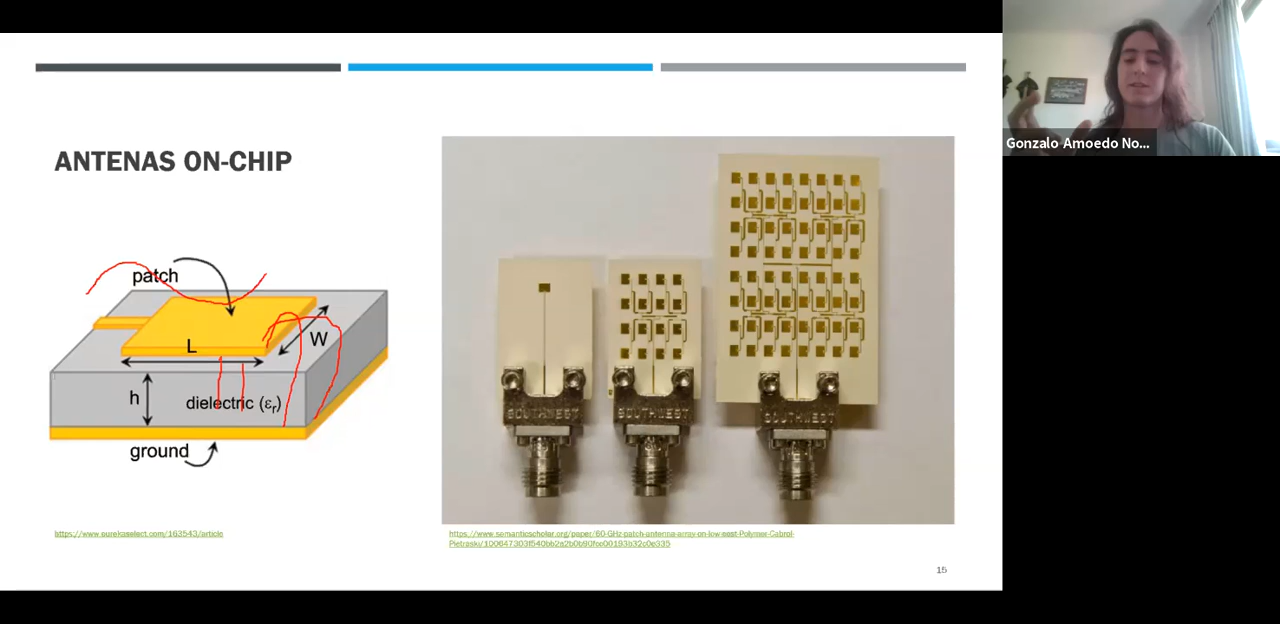 ANTENAS ON-CHIP
patch
L
W
h
dielectric (εr)
ground
SOUTHWEST
SOUTHWEST
SOUTHWEST
https://www.eurekaselect.com/163543/article
15
Gonzalo Amoedo No...